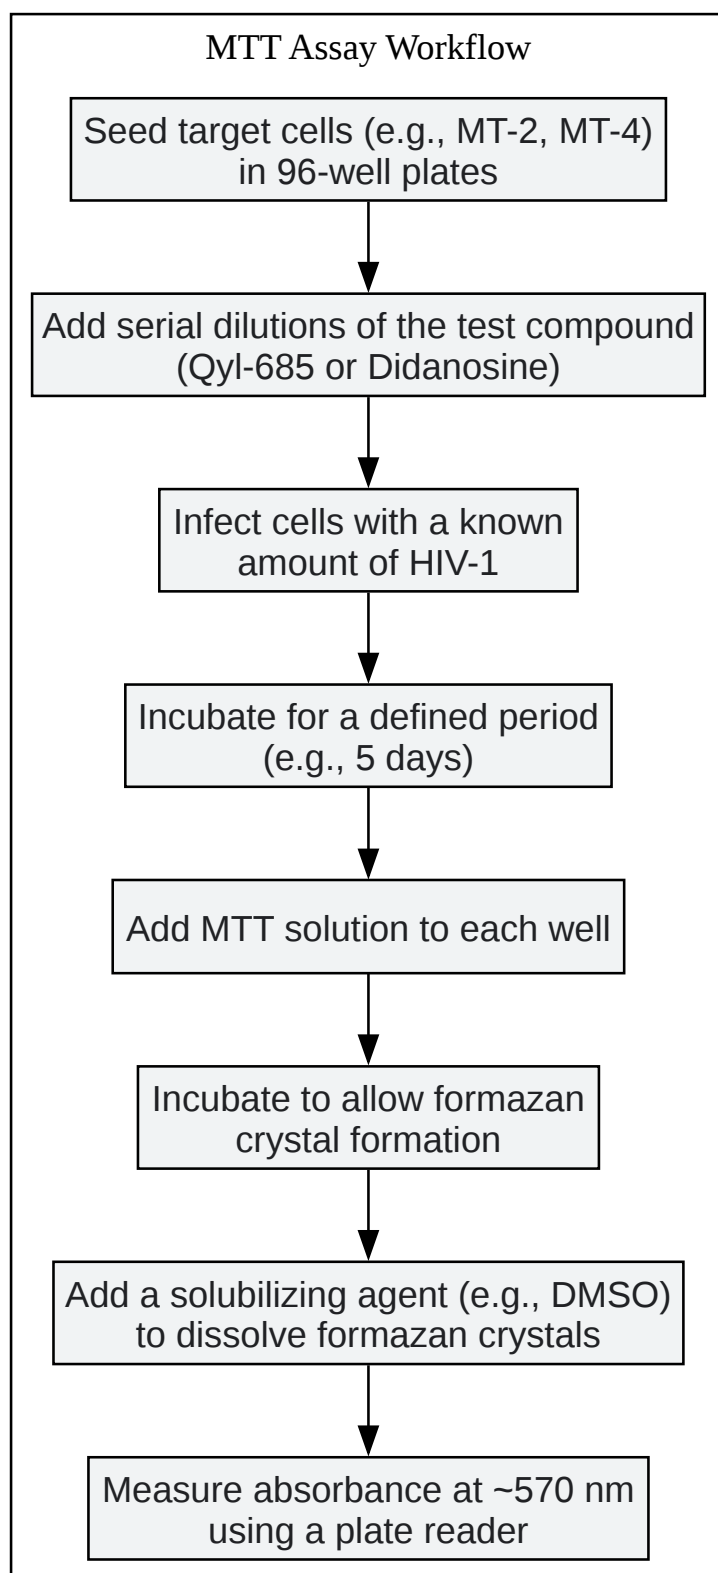 MTT Assay Workflow
Seed target cells (e.g., MT-2, MT-4)
in 96-well plates
Add serial dilutions of the test compound
(Qyl-685 or Didanosine)
Infect cells with a known
amount of HIV-1
Incubate for a defined period
(e.g., 5 days)
Add MTT solution to each well
Incubate to allow formazan
crystal formation
Add a solubilizing agent (e.g., DMSO)
to dissolve formazan crystals
Measure absorbance at ~570 nm
using a plate reader